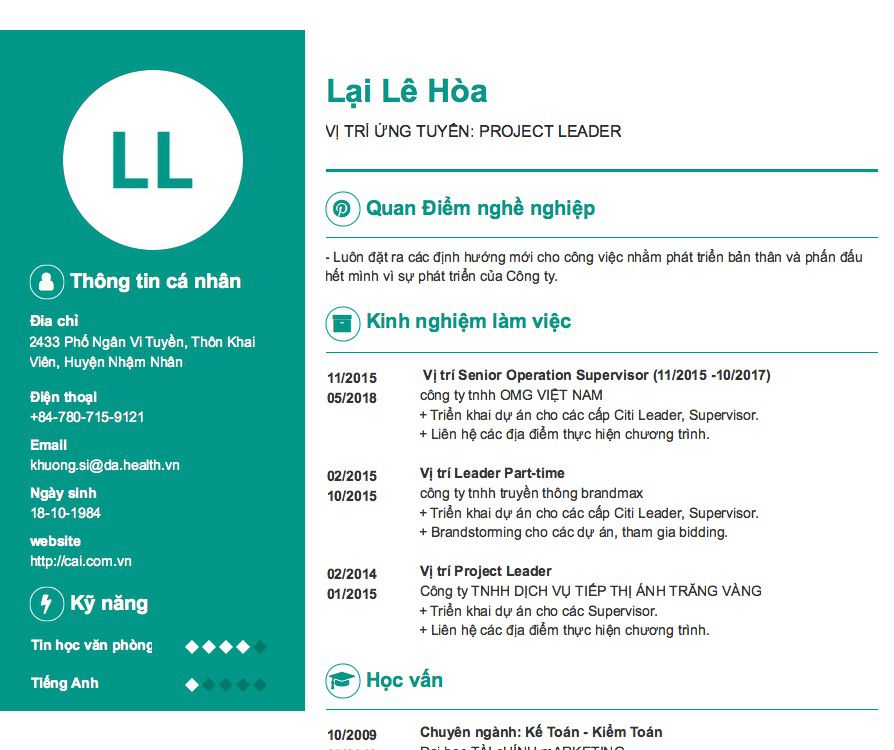 LL
Thông tin cá nhân
Địa chỉ
2433 Phố Ngân Vi Tuyền, Thôn Khai
Viên, Huyện Nhậm Nhân
Điện thoại
+84-780-715-9121
Email
khuong.si@da.health.vn
Ngày sinh
18-10-1984
website
http://cai.com.vn
Kỹ năng
Tin học văn phòng
Tiếng Anh
Lại Lê Hòa
VỊ TRÍ ỨNG TUYỂN: PROJECT LEADER
Quan Điểm nghề nghiệp
- Luôn đặt ra các định hướng mới cho công việc nhằm phát triển bản thân và phấn đấu
hết mình vì sự phát triển của Công ty.
Kinh nghiệm làm việc
11/2015
05/2018
Vị trí Senior Operation Supervisor (11/2015 -10/2017)
công ty tnhh OMG VIỆT NAM
+ Triển khai dự án cho các cấp Citi Leader, Supervisor.
+ Liên hệ các địa điểm thực hiện chương trình.
02/2015
10/2015
Vị trí Leader Part-time
công ty tnhh truyền thông brandmax
+ Triển khai dự án cho các cấp Citi Leader, Supervisor.
+ Brandstorming cho các dự án, tham gia bidding.
02/2014
01/2015
Vị trí Project Leader
Công ty TNHH DỊCH VỤ TIẾP THỊ ÁNH TRĂNG VÀNG
+ Triển khai dự án cho các Supervisor.
+ Liên hệ các địa điểm thực hiện chương trình.
Học vấn
10/2009
Chuyên ngành: Kế Toán - Kiểm Toán